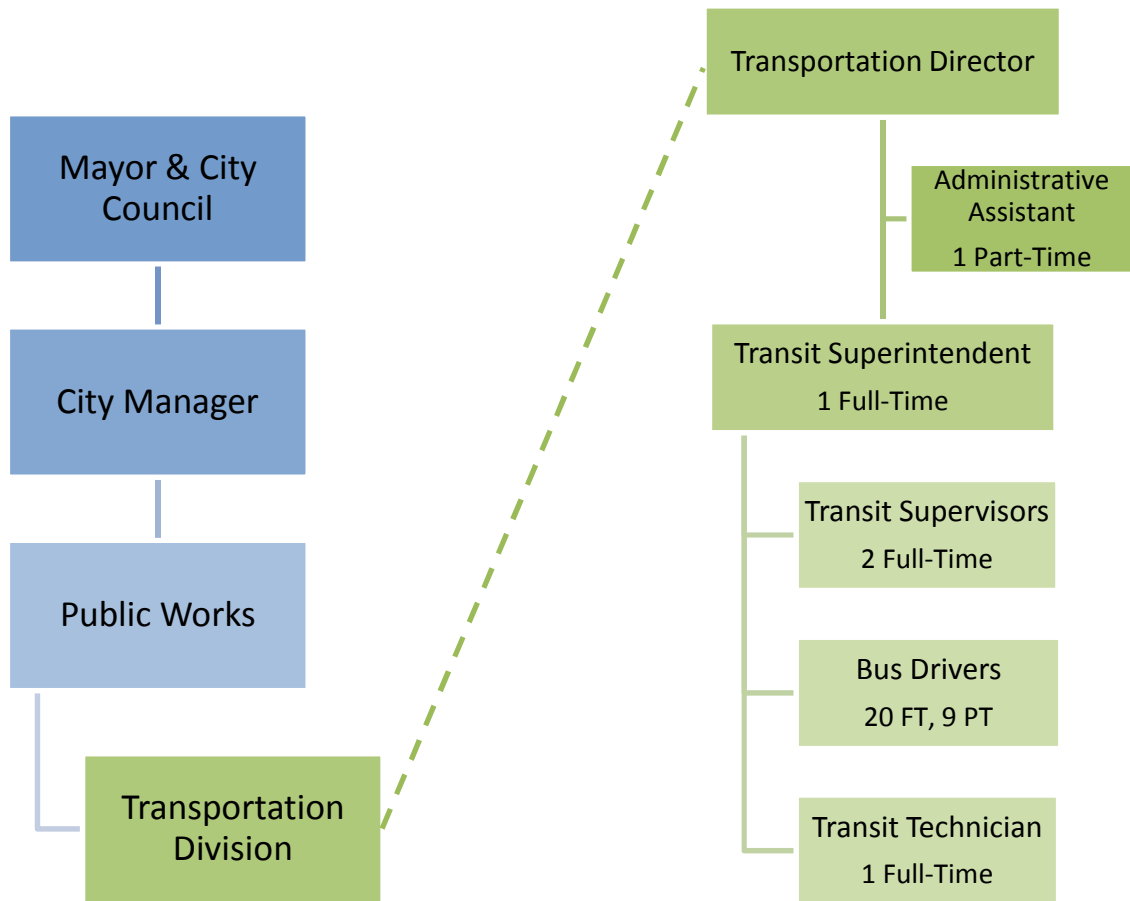 Mayor & City
Council
City Manager
Public Works
Transportation
Division
Transportation Director
Administrative
Assistant
1 Part-Time
Transit Superintendent
1 Full-Time
Transit Supervisors
2 Full-Time
Bus Drivers
20 FT, 9 PT
Transit Technician
1 Full-Time